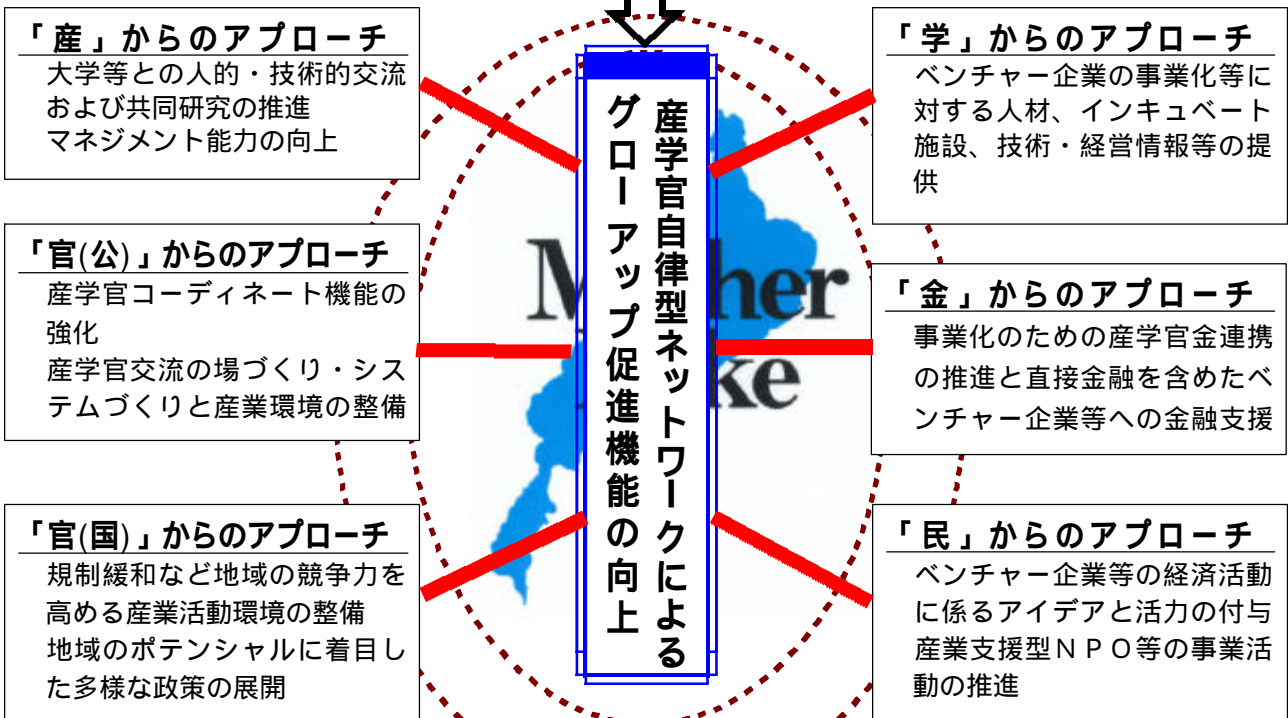 「産」からのアプローチ
大学等との人的・技術的交流
および共同研究の推進
マネジメント能力の向上
「官(公)」からのアプローチ
産学官コーディネート機能の
強化
産学官交流の場づくり・シス
テムづくりと産業環境の整備
「官(国)」からのアプローチ
規制緩和など地域の競争力を
高める産業活動環境の整備
地域のポテンシャルに着目し
た多様な政策の展開
産学官自律型ネットワークによる
グローアップ促進機能の向上
「学」からのアプローチ
ベンチャー企業の事業化等に
対する人材、インキュベート
施設、技術・経営情報等の提
供
「金」からのアプローチ
事業化のための産学官金連携
の推進と直接金融を含めたベ
ンチャー企業等への金融支援
「民」からのアプローチ
ベンチャー企業等の経済活動
に係るアイデアと活力の付与
産業支援型ＮＰＯ等の事業活
動の推進